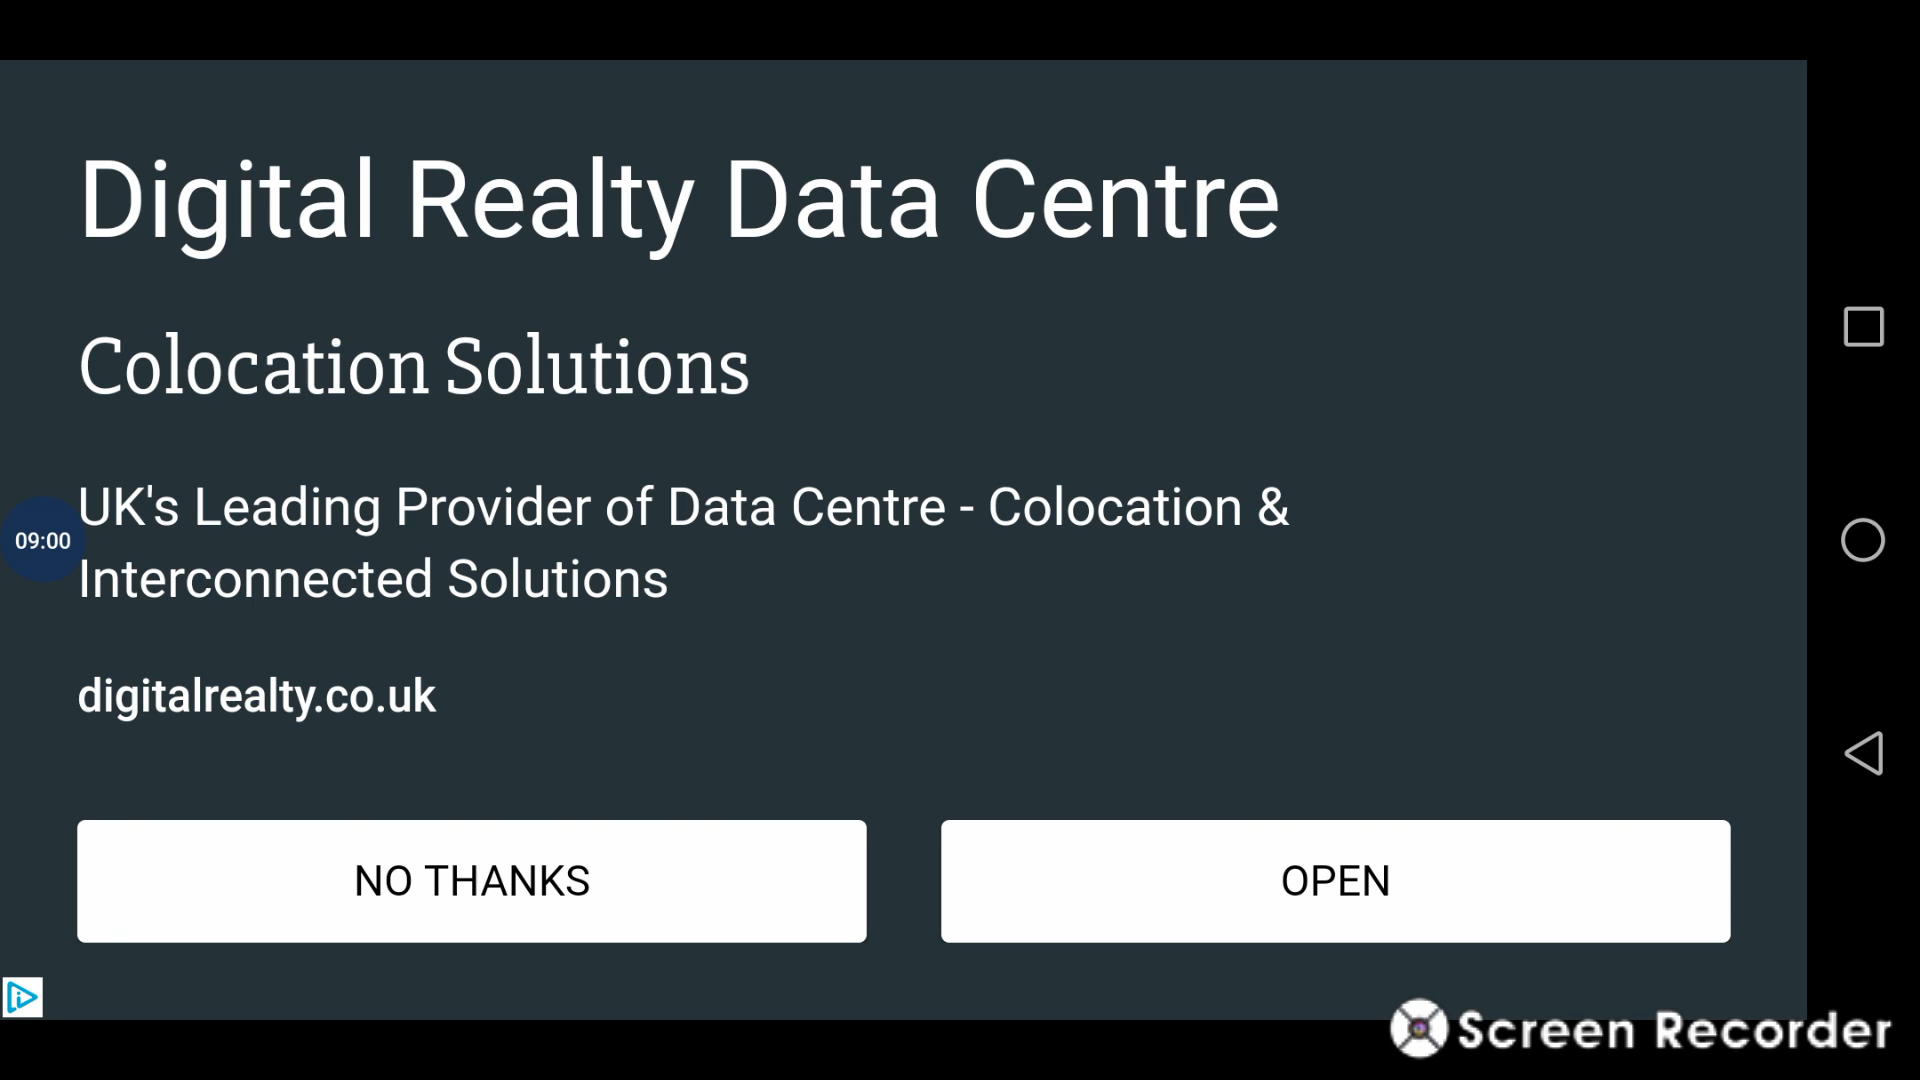 Digital Realty Data Centre
Colocation Solutions
UK's Leading Provider of Data Centre - Colocation &
09:00
Interconnected Solutions
digitalrealty.co.uk
NO THANKS
OPEN
Screen Recorder